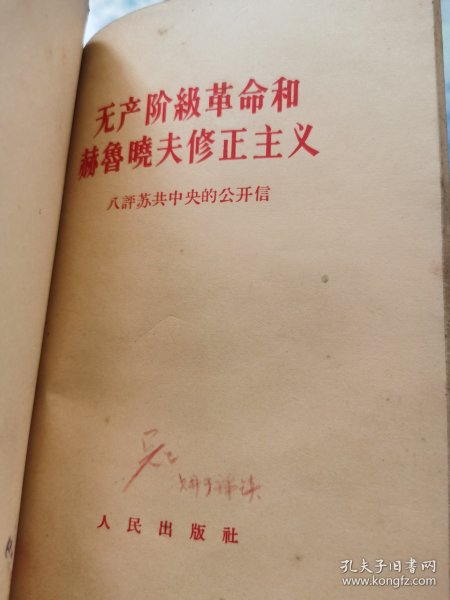 无产阶級革命和
赫魯曉夫修正主义
八評苏共中央的公开信
人民出版社
孔夫子旧书网
www.kongfz.com